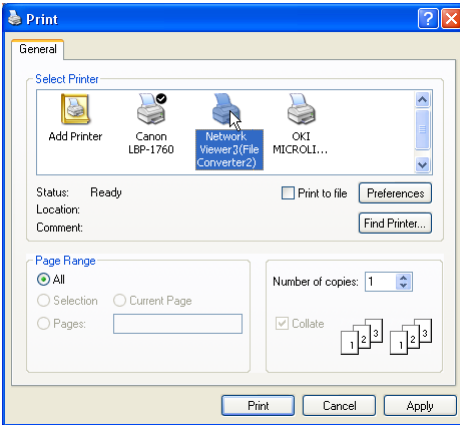 Print
General
Select Printer
Add Printer
Canon
LBP-1760
Network
Viewer3(File
Converter2)
OKI
MICROLI...
Status: Ready
Print to file
Preferences
Location:
Comment:
Find Printer...
Page Range
All
Selection
Current Page
Pages:
Number of copies: 1
Collate
1 2 3 1 2 3
Print
Cancel
Apply